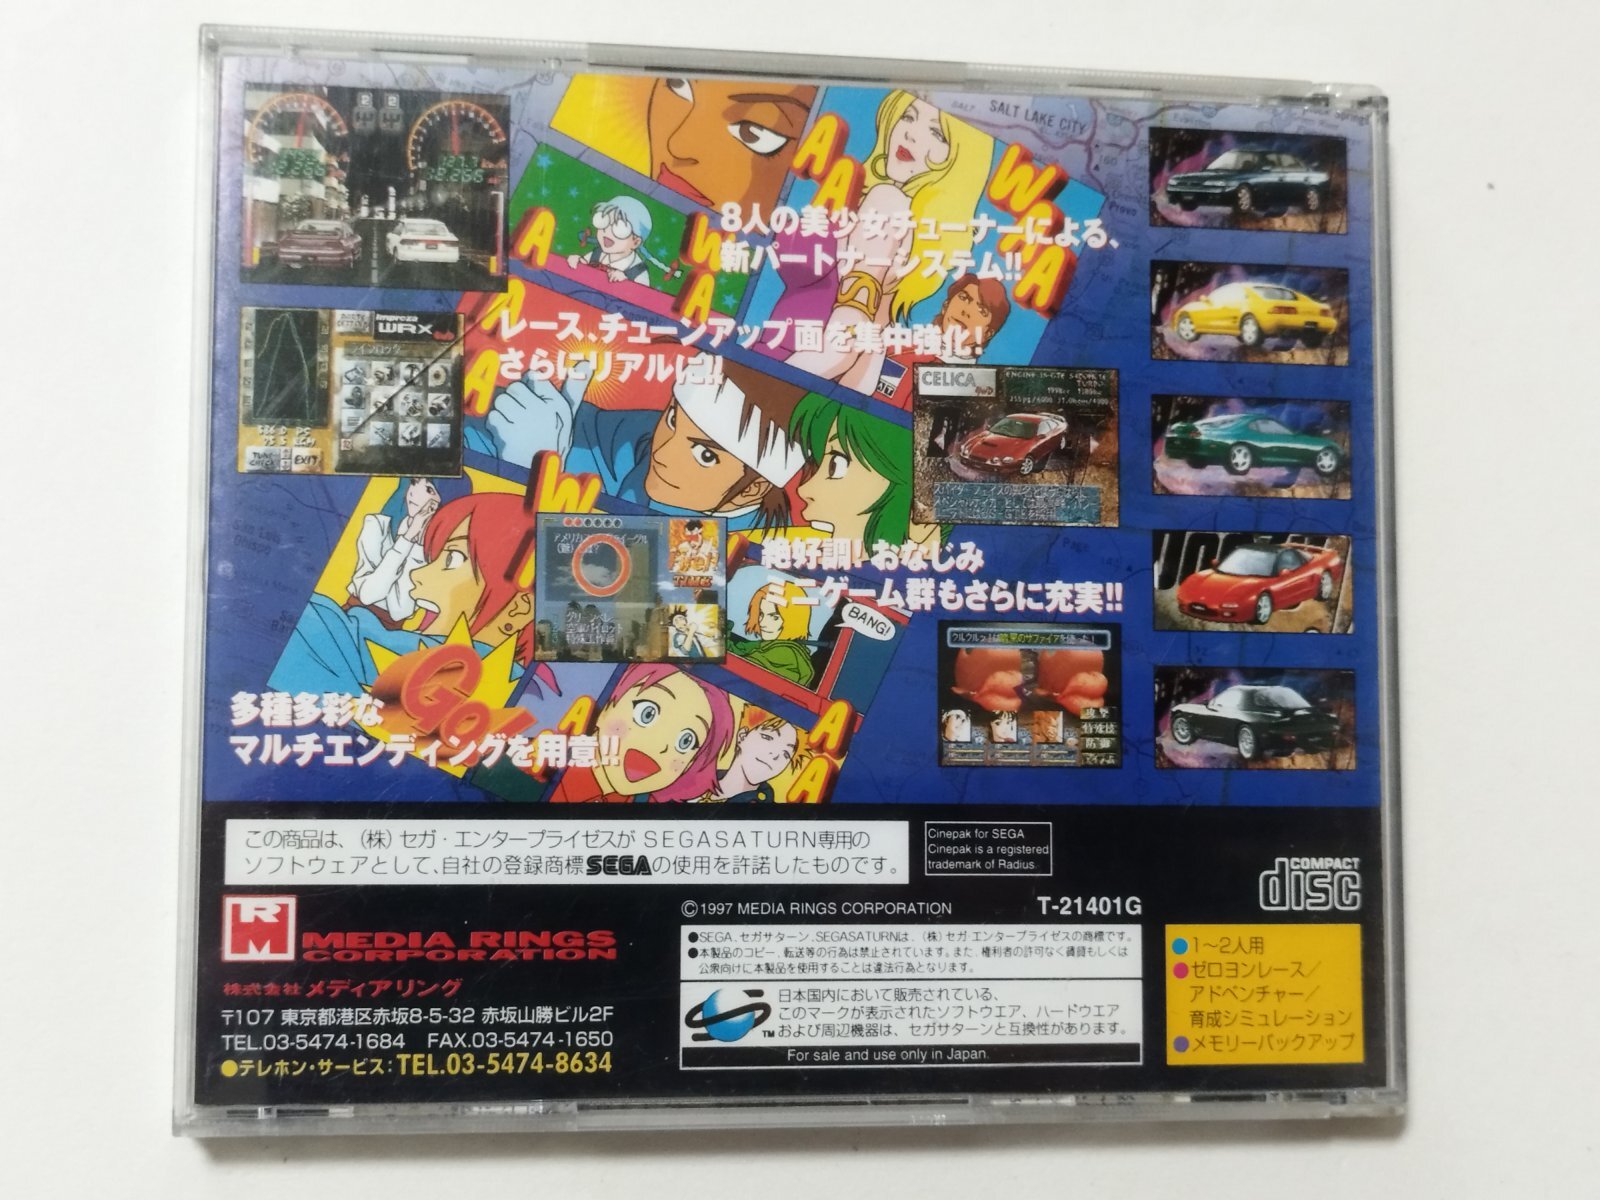 SALT LAKE CITY
8人の美少女チューナーによる、
新パートナーシステム!!
レース、チューンアップ面を集中強化!
さらにリアルに!!
Impreza
WRX
EXIT
CELICA
絶好調! おなじみ
ミニゲーム群もさらに充実!!
BANG!
TIME
GO!
多種多彩な
マルチエンディングを用意!!
この商品は、(株)セガ・エンタープライゼスがSEGASATURN専用の
ソフトウェアとして、自社の登録商標SEGAの使用を許諾したものです。
Cinepak for SEGA
Cinepak is a registered
trademark of Radius.
COMPACT
disc
©1997 MEDIA RINGS CORPORATION
T-21401G
RM
MEDIA RINGS
CORPORATION
株式会社メディアリング
〒107 東京都港区赤坂8-5-32 赤坂山勝ビル2F
TEL.03-5474-1684 FAX.03-5474-1650
●テレホン・サービス:TEL.03-5474-8634
●SEGA、セガサターン、SEGASATURNは、(株)セガ・エンタープライゼスの商標です。
●本製品のコピー、転送等の行為は禁止されています。また、権利者の許可なく賃貸もしくは
公衆向けに本製品を使用することは違法行為となります。
日本国内において販売されている、
このマークが表示されたソフトウエア、ハードウエア
および周辺機器は、セガサターンと互換性があります。
TM
For sale and use only in Japan.
●1〜2人用
●ゼロヨンレース/
アドベンチャー/
育成シミュレーション
●メモリーバックアップ